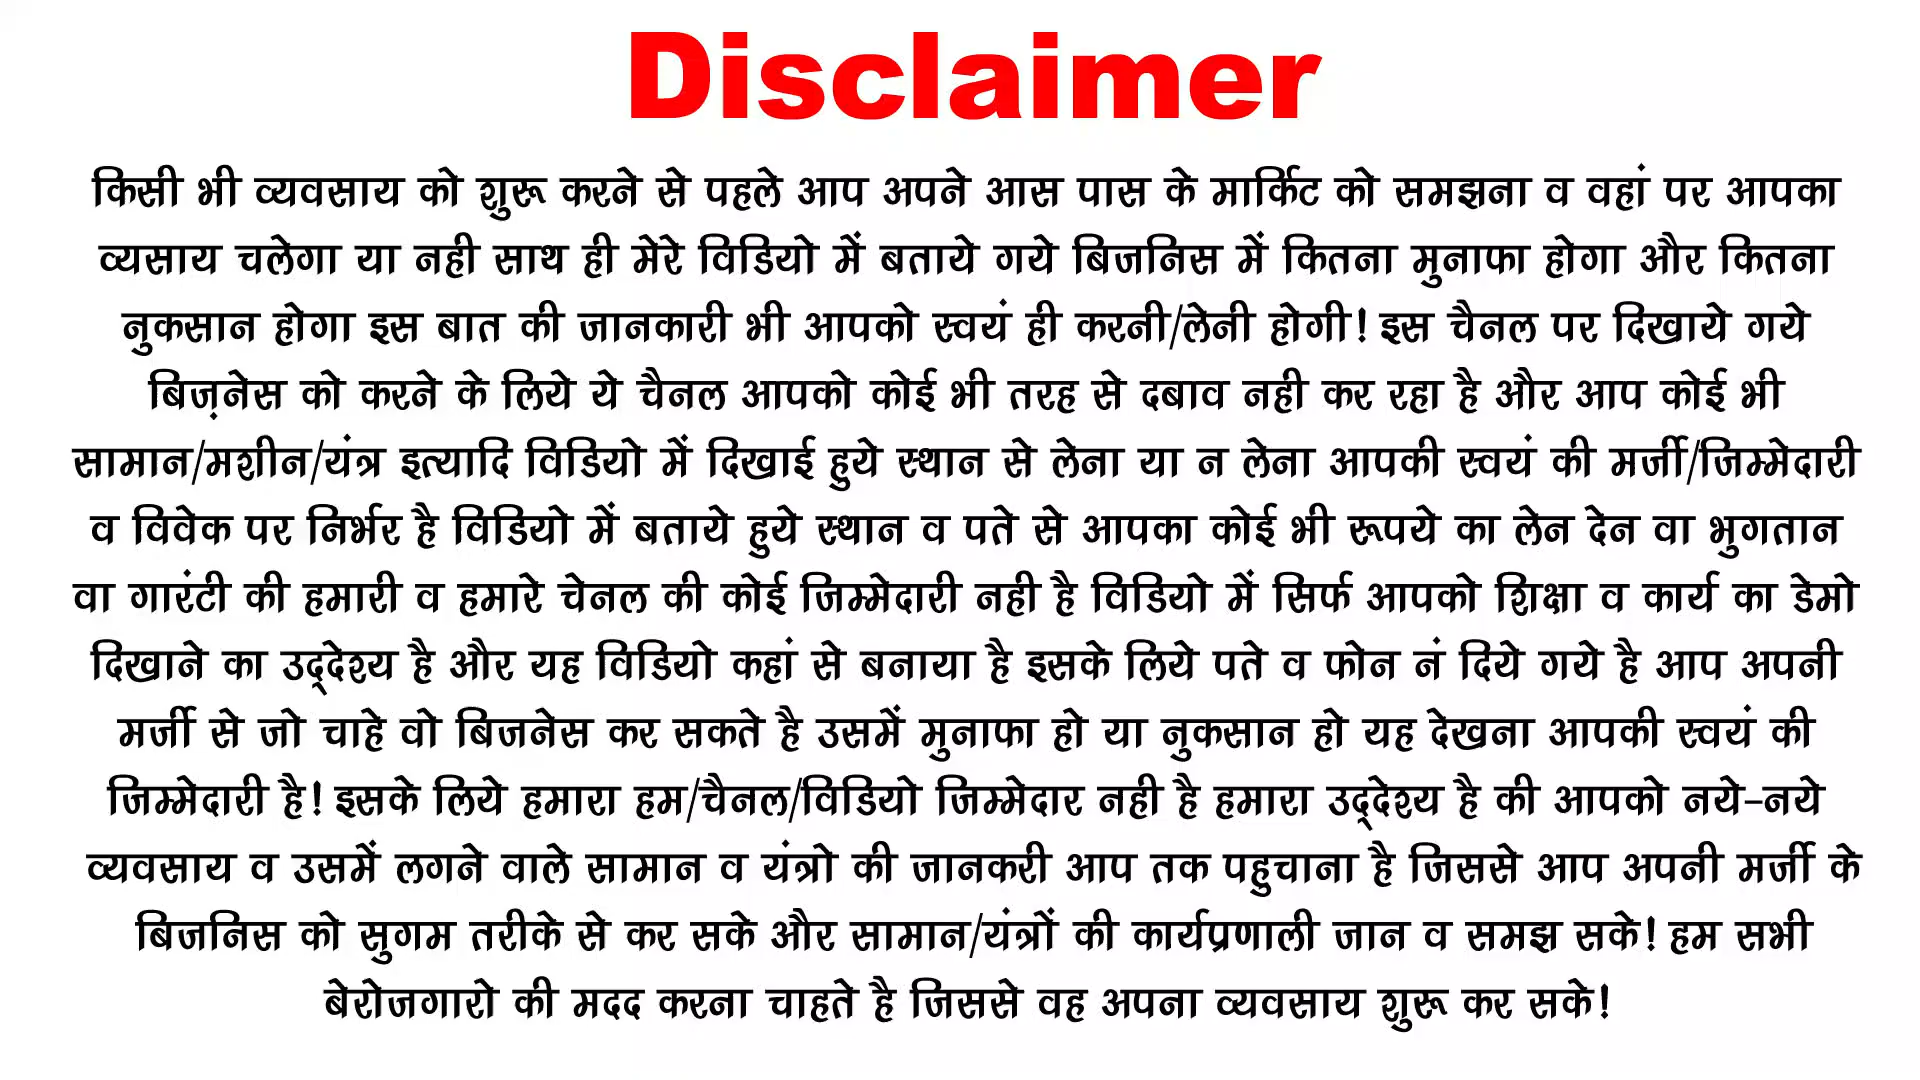 Disclaimer
किसी भी व्यवसाय को शुरू करने से पहले आप अपने आस पास के मार्किट को समझना व वहां पर आपका
व्यसाय चलेगा या नही साथ ही मेरे विडियो में बताये गये बिजनिस में कितना मुनाफा होगा और कितना
नुकसान होगा इस बात की जानकारी भी आपको स्वयं ही करनी/लेनी होगी! इस चैनल पर दिखाये गये
बिज़नेस को करने के लिये ये चैनल आपको कोई भी तरह से दबाव नही कर रहा है और आप कोई भी
सामान/मशीन/यंत्र इत्यादि विडियो में दिखाई हुये स्थान से लेना या न लेना आपकी स्वयं की मर्जी/जिम्मेदारी
व विवेक पर निर्भर है विडियो में बताये हुये स्थान व पते से आपका कोई भी रूपये का लेन देन वा भुगतान
वा गारंटी की हमारी व हमारे चेनल की कोई जिम्मेदारी नही है विडियो में सिर्फ आपको शिक्षा व कार्य का डेमो
दिखाने का उद्देश्य है और यह विडियो कहां से बनाया है इसके लिये पते व फोन नं दिये गये है आप अपनी
मर्जी से जो चाहे वो बिजनेस कर सकते है उसमें मुनाफा हो या नुकसान हो यह देखना आपकी स्वयं की
जिम्मेदारी है! इसके लिये हमारा हम/चैनल/विडियो जिम्मेदार नही है हमारा उद्देश्य है की आपको नये-नये
व्यवसाय व उसमें लगने वाले सामान व यंत्रो की जानकरी आप तक पहुचाना है जिससे आप अपनी मर्जी के
बिजनिस को सुगम तरीके से कर सके और सामान/यंत्रों की कार्यप्रणाली जान व समझ सके! हम सभी
बेरोजगारो की मदद करना चाहते है जिससे वह अपना व्यवसाय शुरू कर सके!